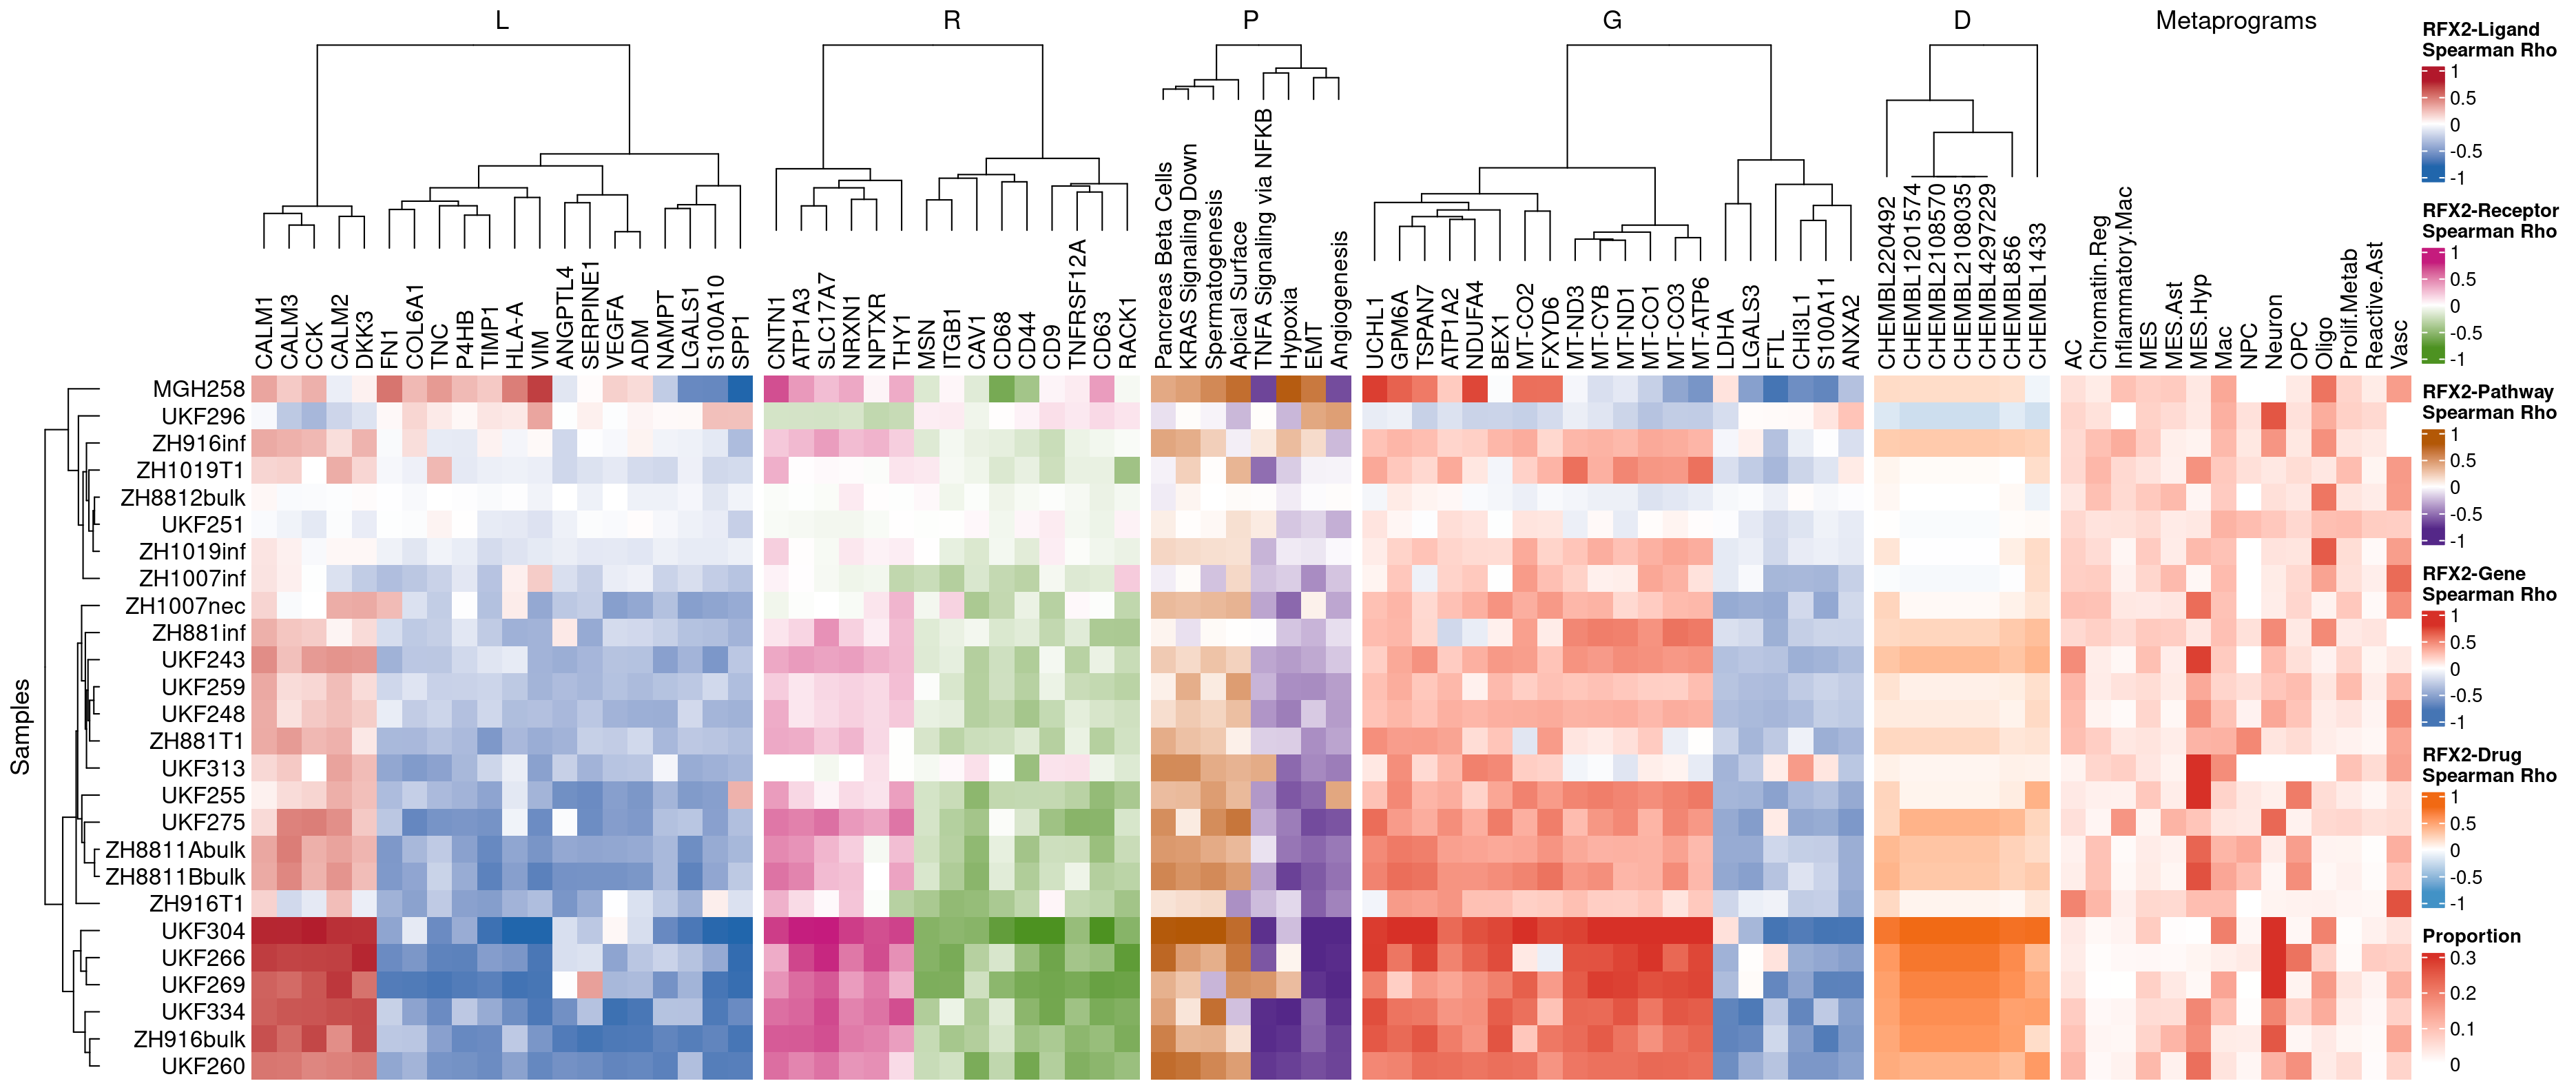 L R P G D Metaprograms
CALM1 CALM3 CCK CALM2 DKK3 FN1 COL6A1 TNC P4HB TIMP1 HLA-A VIM ANGPTL4 SERPINE1 VEGFA ADM NAMPT LGALS1 S100A10 SPP1
CNTN1 ATP1A3 SLC17A7 NRXN1 NPTXR THY1 MSN ITGB1 CAV1 CD68 CD44 CD9 TNFRSF12A CD63 RACK1
Pancreas Beta Cells
KRAS Signaling Down
Spermatogenesis
Apical Surface
TNFA Signaling via NFKB
Hypoxia
EMT
Angiogenesis
UCHL1 GPM6A TSPAN7 ATP1A2 NDUFA4 BEX1 MT-CO2 FXYD6 MT-ND3 MT-CYB MT-ND1 MT-CO1 MT-CO3 MT-ATP6 LDHA LGALS3 FTL CHI3L1 S100A11 ANXA2
CHEMBL220492 CHEMBL1201574 CHEMBL2108570 CHEMBL2108035 CHEMBL4297229 CHEMBL856 CHEMBL1433
AC Chromatin.Reg Inflammatory.Mac MES MES.Ast MES.Hyp Mac NPC Neuron OPC Oligo Prolif.Metab Reactive.Ast Vasc
Samples
MGH258
UKF296
ZH916inf
ZH1019T1
ZH8812bulk
UKF251
ZH1019inf
ZH1007inf
ZH1007nec
ZH881inf
UKF243
UKF259
UKF248
ZH881T1
UKF313
UKF255
UKF275
ZH8811Abulk
ZH8811Bbulk
ZH916T1
UKF304
UKF266
UKF269
UKF334
ZH916bulk
UKF260
RFX2-Ligand
Spearman Rho
1
0.5
0
-0.5
-1
RFX2-Receptor
Spearman Rho
1
0.5
0
-0.5
-1
RFX2-Pathway
Spearman Rho
1
0.5
0
-0.5
-1
RFX2-Gene
Spearman Rho
1
0.5
0
-0.5
-1
RFX2-Drug
Spearman Rho
1
0.5
0
-0.5
-1
Proportion
0.3
0.2
0.1
0